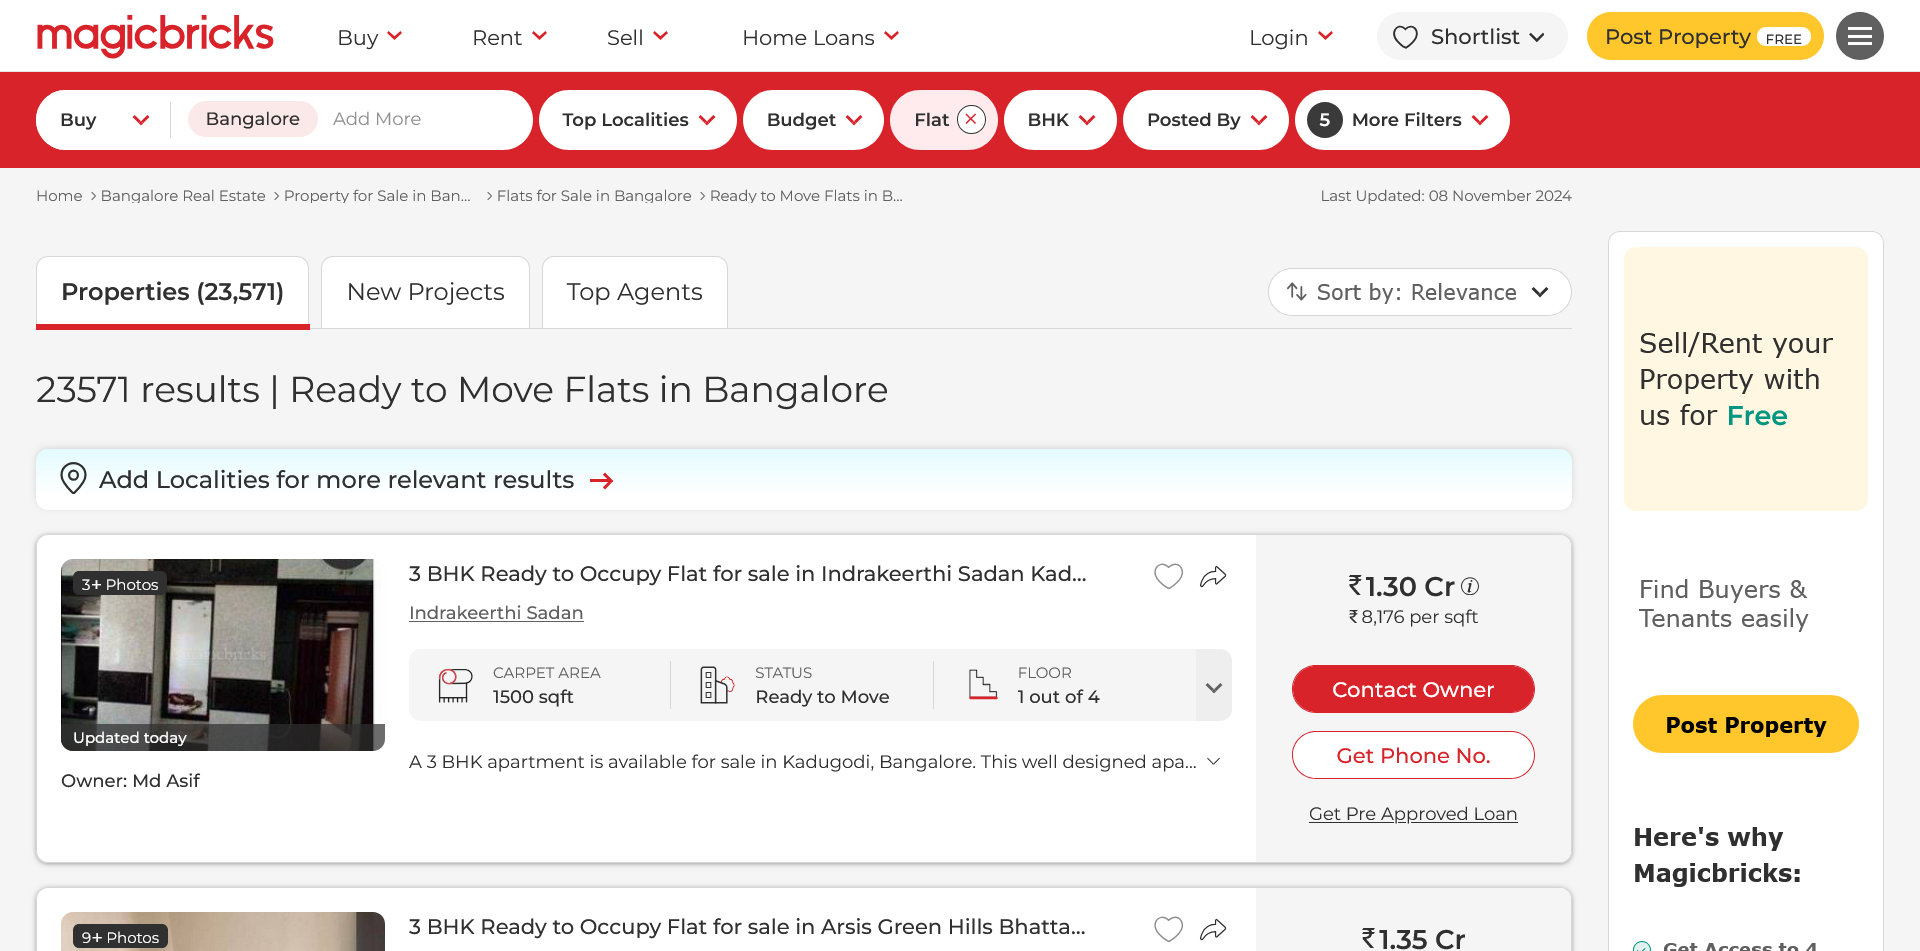 magicbricks
Buy
Rent
Sell
Home Loans
Login
Shortlist
Post Property FREE
Buy
Bangalore
Add More
Top Localities
Budget
Flat
BHK
Posted By
5 More Filters
Home > Bangalore Real Estate > Property for Sale in Ban... > Flats for Sale in Bangalore > Ready to Move Flats in B...
Last Updated: 08 November 2024
Properties (23,571)
New Projects
Top Agents
Sort by: Relevance
23571 results | Ready to Move Flats in Bangalore
Add Localities for more relevant results
3+ Photos
magicbricks
Updated today
Owner: Md Asif
3 BHK Ready to Occupy Flat for sale in Indrakeerthi Sadan Kad...
Indrakeerthi Sadan
CARPET AREA
1500 sqft
STATUS
Ready to Move
FLOOR
1 out of 4
A 3 BHK apartment is available for sale in Kadugodi, Bangalore. This well designed apa...
₹1.30 Cr
₹8,176 per sqft
Contact Owner
Get Phone No.
Get Pre Approved Loan
9+ Photos
3 BHK Ready to Occupy Flat for sale in Arsis Green Hills Bhatta...
₹1.35 Cr
Sell/Rent your
Property with
us for Free
Find Buyers &
Tenants easily
Post Property
Here's why
Magicbricks:
Get Access to 4